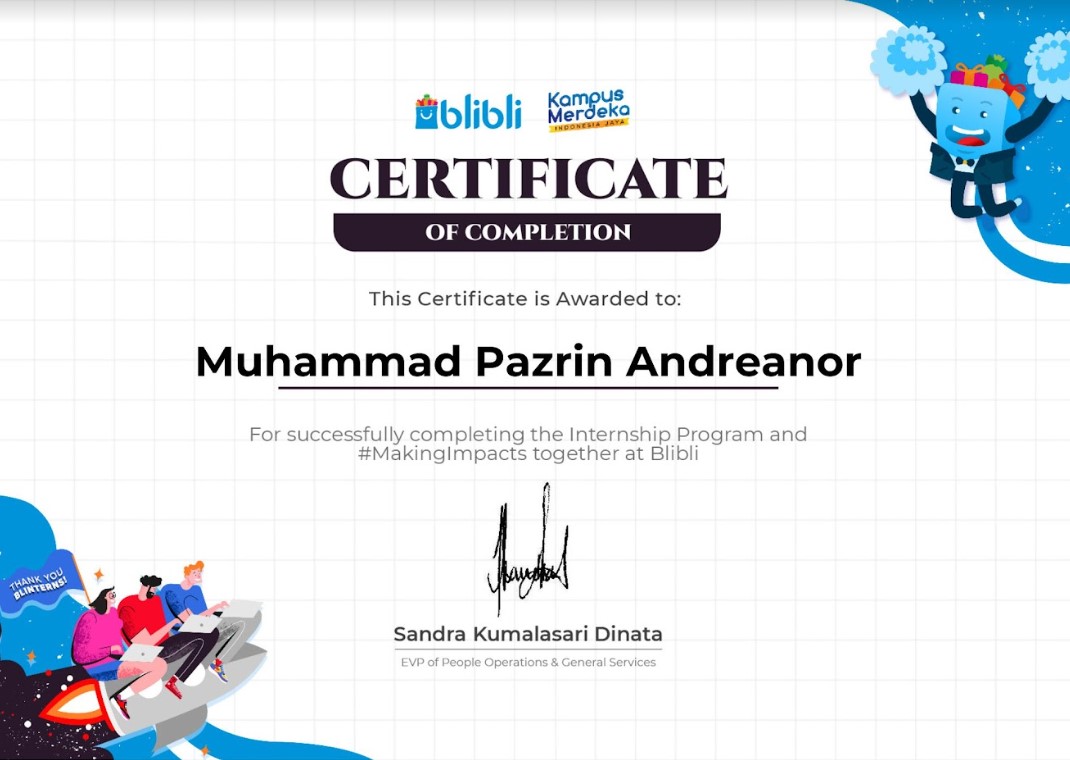 blibli
Kampus
Merdeka
INDONESIA JAYA
CERTIFICATE
OF COMPLETION
This Certificate is Awarded to:
Muhammad Pazrin Andreanor
For successfully completing the Internship Program and
#MakingImpacts together at Blibli
Sandra Kumalasari Dinata
EVP of People Operations & General Services
THANK YOU
BLINTERNS!